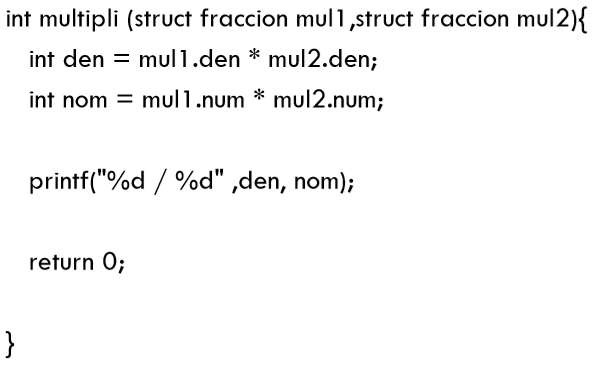 int multipli (struct fraccion mul1,struct fraccion mul2){
int den = mul1.den * mul2.den;
int nom = mul1.num * mul2.num;
printf("%d / %d" ,den, nom);
return 0;
}